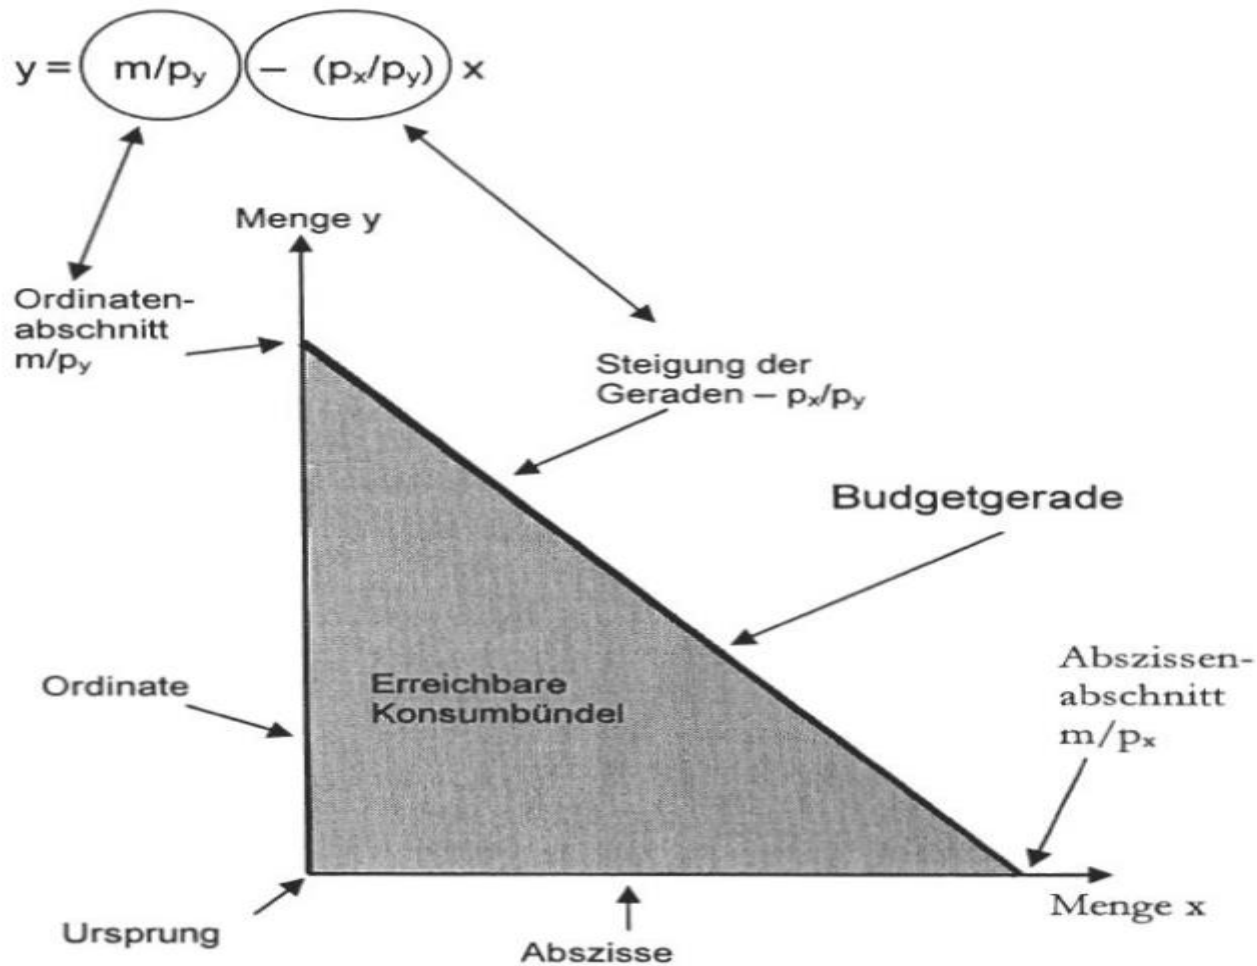 y = m/py – (px/py) x
Menge y
Ordinaten-
abschnitt
m/py
Steigung der
Geraden – px/py
Budgetgerade
Abszissen-
abschnitt
m/px
Ordinate
Erreichbare
Konsumbündel
Menge x
Ursprung
Abszisse